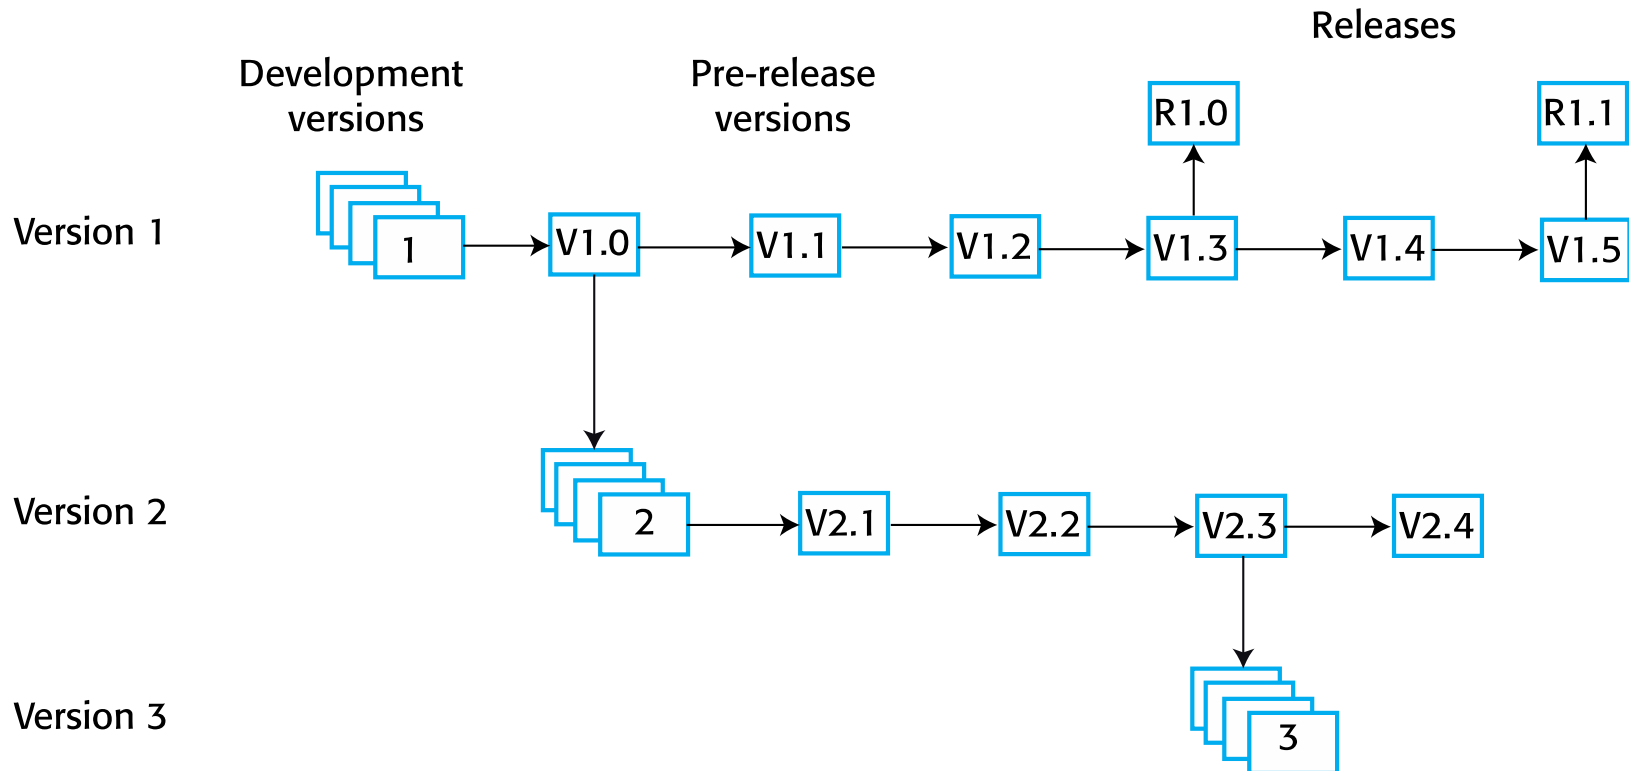 Releases
Development
versions
Pre-release
versions
R1.0
R1.1
Version 1
1
V1.0
V1.1
V1.2
V1.3
V1.4
V1.5
Version 2
2
V2.1
V2.2
V2.3
V2.4
Version 3
3